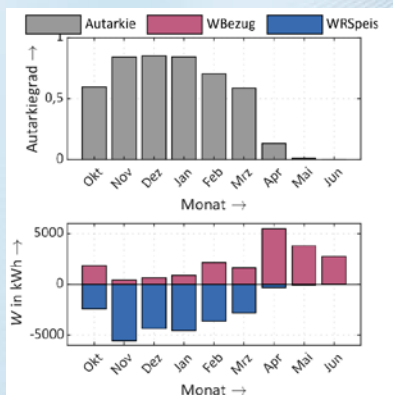 Autarkie WBezug WRSpeis
Autarkiegrad →
1
0,5
0
Okt Nov Dez Jan Feb Mrz Apr Mai Jun
Monat →
W in kWh →
5000
0
-5000
Okt Nov Dez Jan Feb Mrz Apr Mai Jun
Monat →